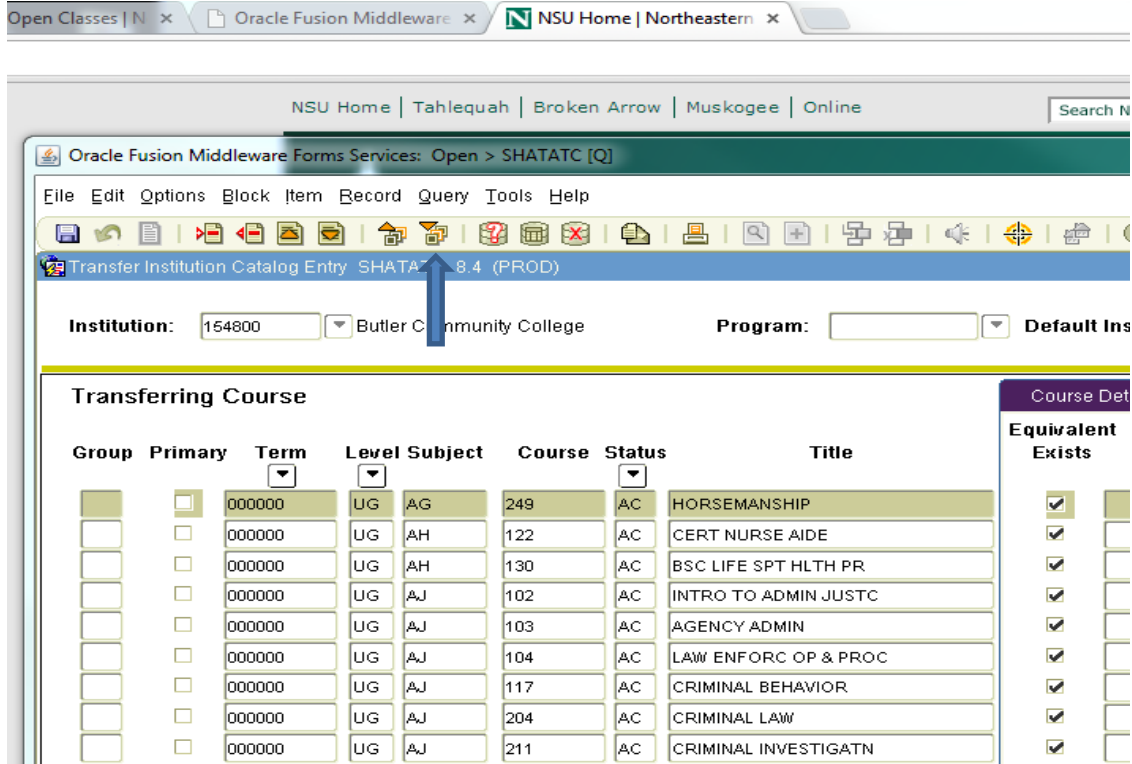 Open Classes | N × Oracle Fusion Middleware × NSU Home | Northeastern ×
NSU Home | Tahlequah | Broken Arrow | Muskogee | Online Search N
Oracle Fusion Middleware Forms Services: Open > SHATATC [Q]
File Edit Options Block Item Record Query Tools Help
Transfer Institution Catalog Entry SHATAT 8.4 (PROD)
Institution: 154800 Butler C mmunity College Program: Default Ins
Transferring Course Course Det
Equivalent
Group Primary Term Level Subject Course Status Title Exists
000000 UG AG 249 AC HORSEMANSHIP
000000 UG AH 122 AC CERT NURSE AIDE
000000 UG AH 130 AC BSC LIFE SPT HLTH PR
000000 UG AJ 102 AC INTRO TO ADMIN JUSTC
000000 UG AJ 103 AC AGENCY ADMIN
000000 UG AJ 104 AC LAW ENFORC OP & PROC
000000 UG AJ 117 AC CRIMINAL BEHAVIOR
000000 UG AJ 204 AC CRIMINAL LAW
000000 UG AJ 211 AC CRIMINAL INVESTIGATN